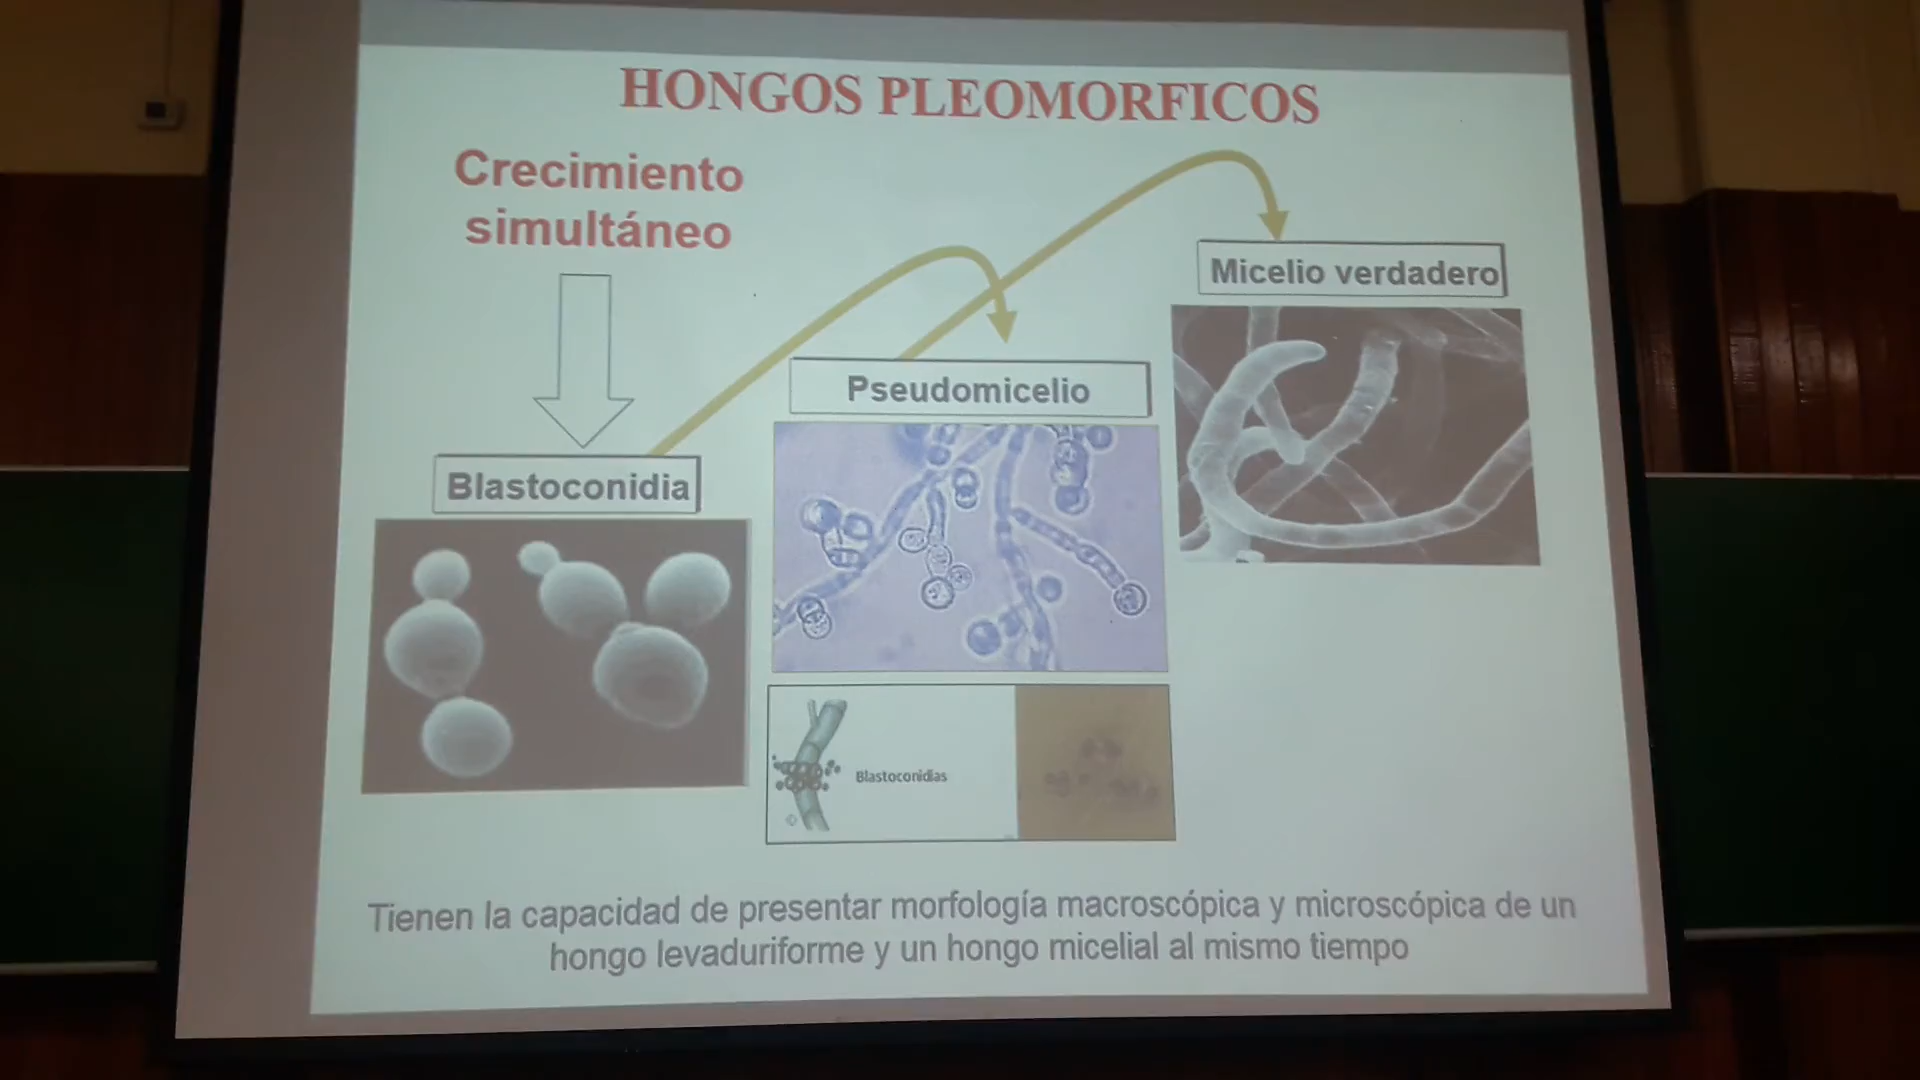 HONGOS PLEOMORFICOS
Crecimiento
simultáneo
Micelio verdadero
Pseudomicelio
Blastoconidia
Blastoconidias
Tienen la capacidad de presentar morfología macroscópica y microscópica de un
hongo levaduriforme y un hongo micelial al mismo tiempo